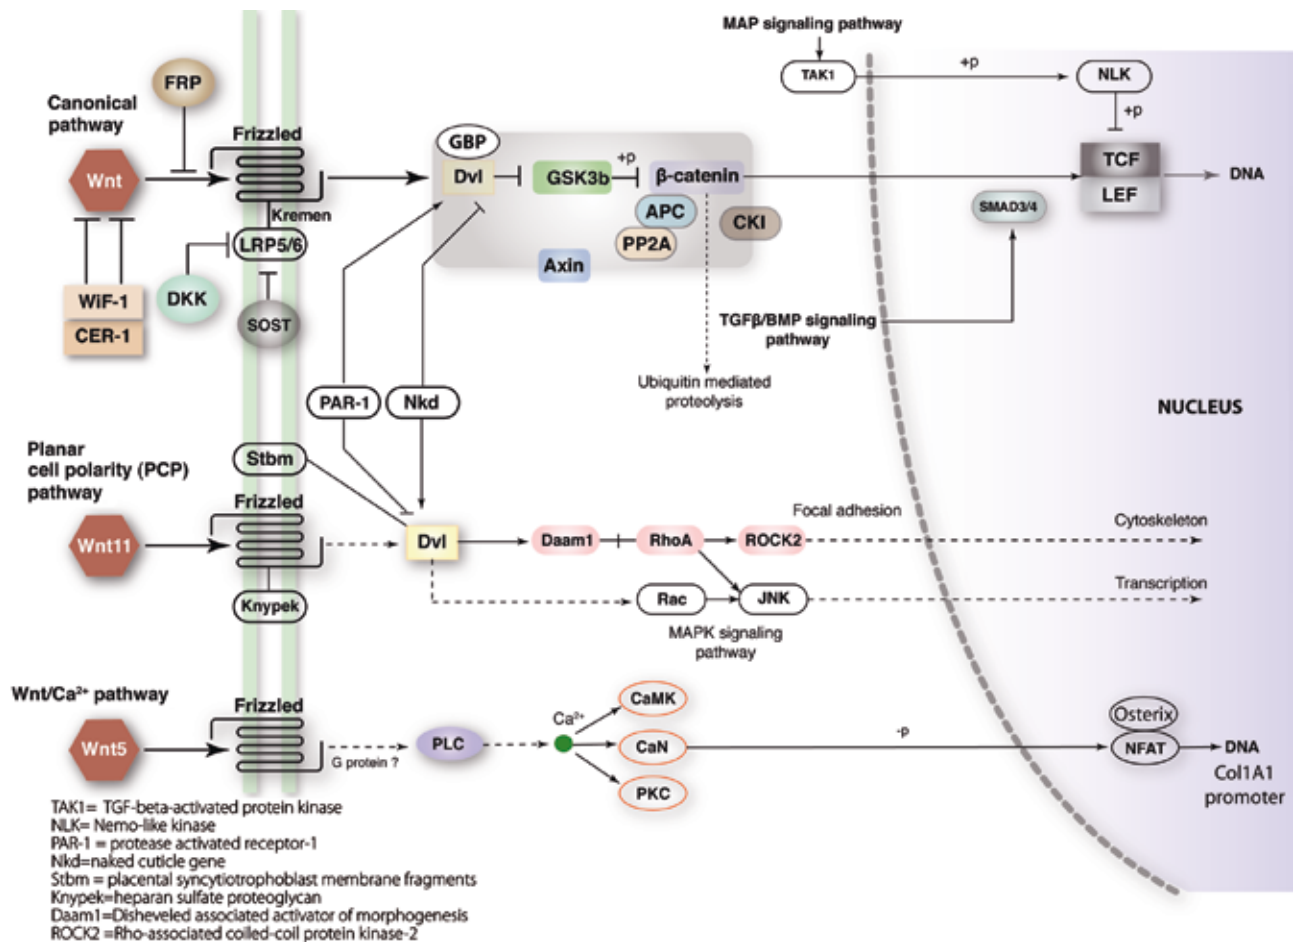 MAP signaling pathway
TAK1
+p
NLK
+p
FRP
Canonical
pathway
Frizzled
Wnt
GBP
Dvl
GSK3b
+p
β-catenin
TCF
LEF
DNA
APC
CKI
PP2A
Axin
SMAD3/4
Kremen
LRP5/6
WiF-1
CER-1
DKK
SOST
TGFβ/BMP signaling
pathway
Ubiquitin mediated
proteolysis
PAR-1
Nkd
NUCLEUS
Planar
cell polarity (PCP)
pathway
Stbm
Frizzled
Wnt11
Dvl
Daam1
RhoA
ROCK2
Focal adhesion
Cytoskeleton
Knypek
Rac
JNK
Transcription
MAPK signaling
pathway
Wnt/Ca²⁺ pathway
Frizzled
Wnt5
G protein ?
PLC
Ca²⁺
CaMK
CaN
PKC
-p
Osterix
NFAT
DNA
Col1A1
promoter
TAK1= TGF-beta-activated protein kinase
NLK= Nemo-like kinase
PAR-1 = protease activated receptor-1
Nkd=naked cuticle gene
Stbm = placental syncytiotrophoblast membrane fragments
Knypek=heparan sulfate proteoglycan
Daam1=Disheveled associated activator of morphogenesis
ROCK2 =Rho-associated coiled-coil protein kinase-2